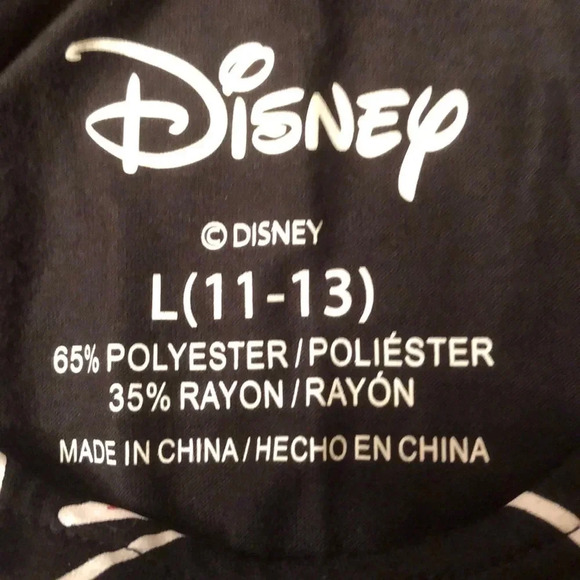 Disney
© DISNEY
L(11-13)
65% POLYESTER/POLIÉSTER
35% RAYON/RAYÓN
MADE IN CHINA/HECHO EN CHINA